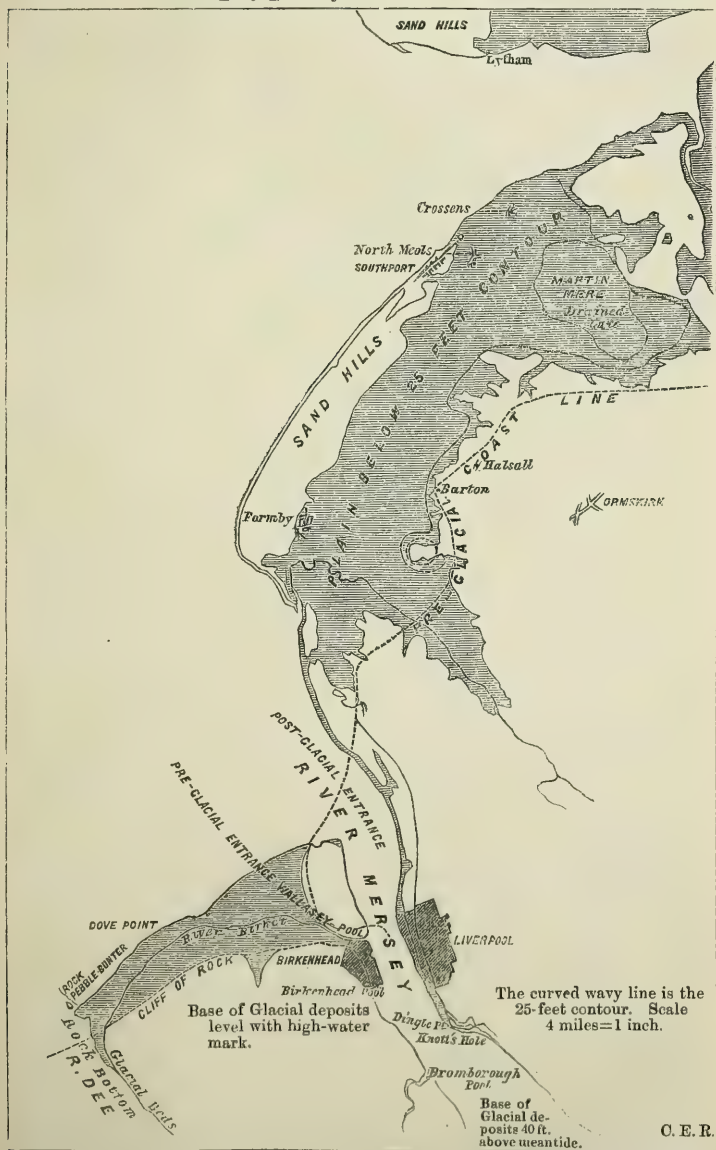 SAND HILLS
Lytham
Crossens
North Meols
SOUTHPORT
MARTIN
MERE
drained
lake
PLAIN BELOW 25 FEET CONTOUR
SAND HILLS
PRE-GLACIAL COAST LINE
Halsall
Barton
ORMSKIRK
Formby
POST-GLACIAL ENTRANCE
RIVER MERSEY
PRE-GLACIAL ENTRANCE WALLASEY POOL
DOVE POINT
River Birket
LIVERPOOL
ROCK
PEBBLE-BUNTER
CLIFF OF ROCK
BIRKENHEAD
Birkenhead Pool
Base of Glacial deposits
level with high-water
mark.
The curved wavy line is the
25-feet contour. Scale
4 miles=1 inch.
Dingle Pt.
Knott's Hole
Rock Bottom
Glacial Beds
R. DEE
Bromborough
Pool.
Base of
Glacial de-
posits 40 ft.
above meantide.
C. E. R.